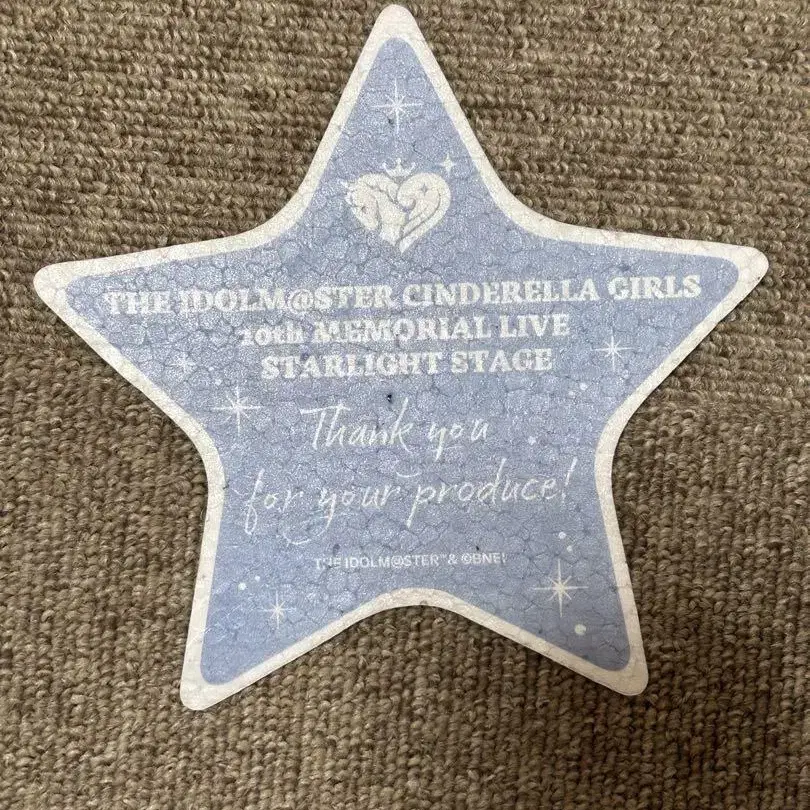 THE IDOLM@STER CINDERELLA GIRLS
10th MEMORIAL LIVE
STARLIGHT STAGE
Thank you
for your produce!
THE IDOLM@STER™& ©BNEI